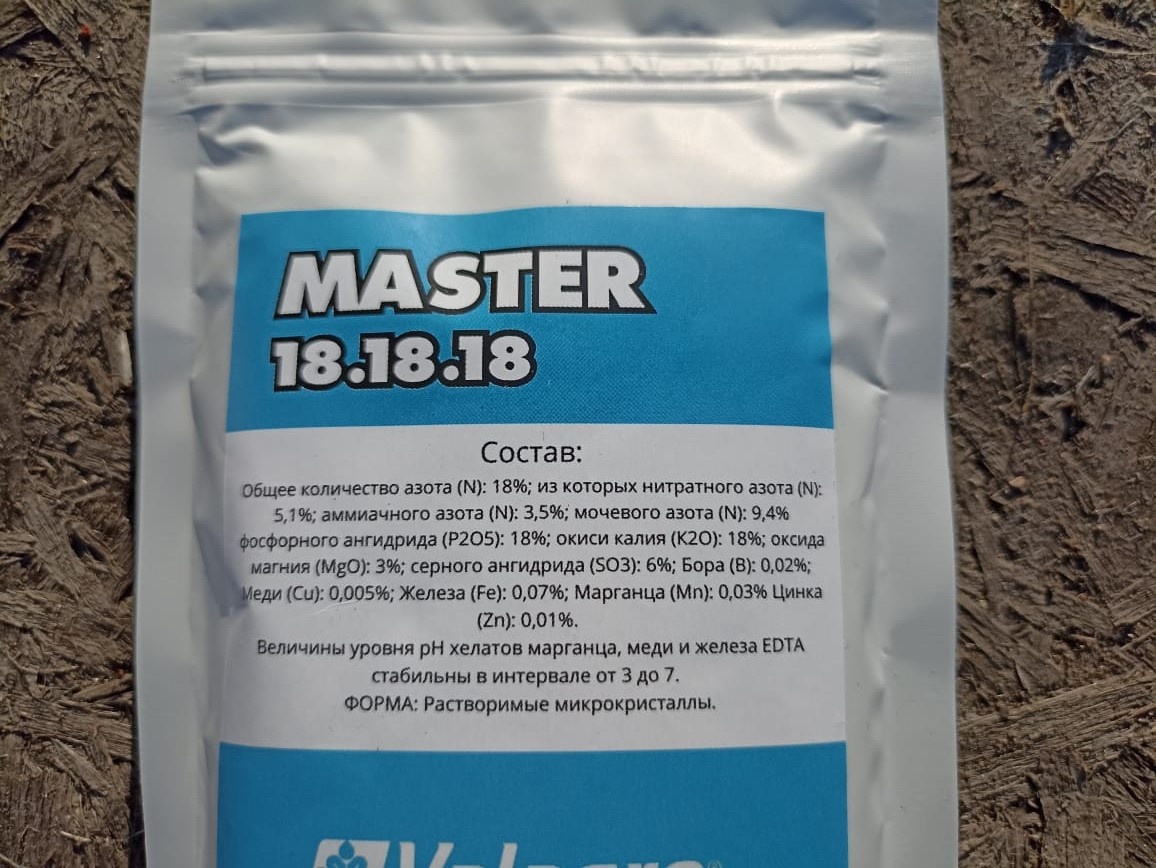 MASTER
18.18.18
Состав:
Общее количество азота (N): 18%; из которых нитратного азота (N):
5,1%; аммиачного азота (N): 3,5%; мочевого азота (N): 9,4%
фосфорного ангидрида (P2O5): 18%; окиси калия (K2O): 18%; оксида
магния (MgO): 3%; серного ангидрида (SO3): 6%; Бора (B): 0,02%;
Меди (Cu): 0,005%; Железа (Fe): 0,07%; Марганца (Mn): 0,03% Цинка
(Zn): 0,01%.
Величины уровня pH хелатов марганца, меди и железа EDTA
стабильны в интервале от 3 до 7.
ФОРМА: Растворимые микрокристаллы.
Valagro®